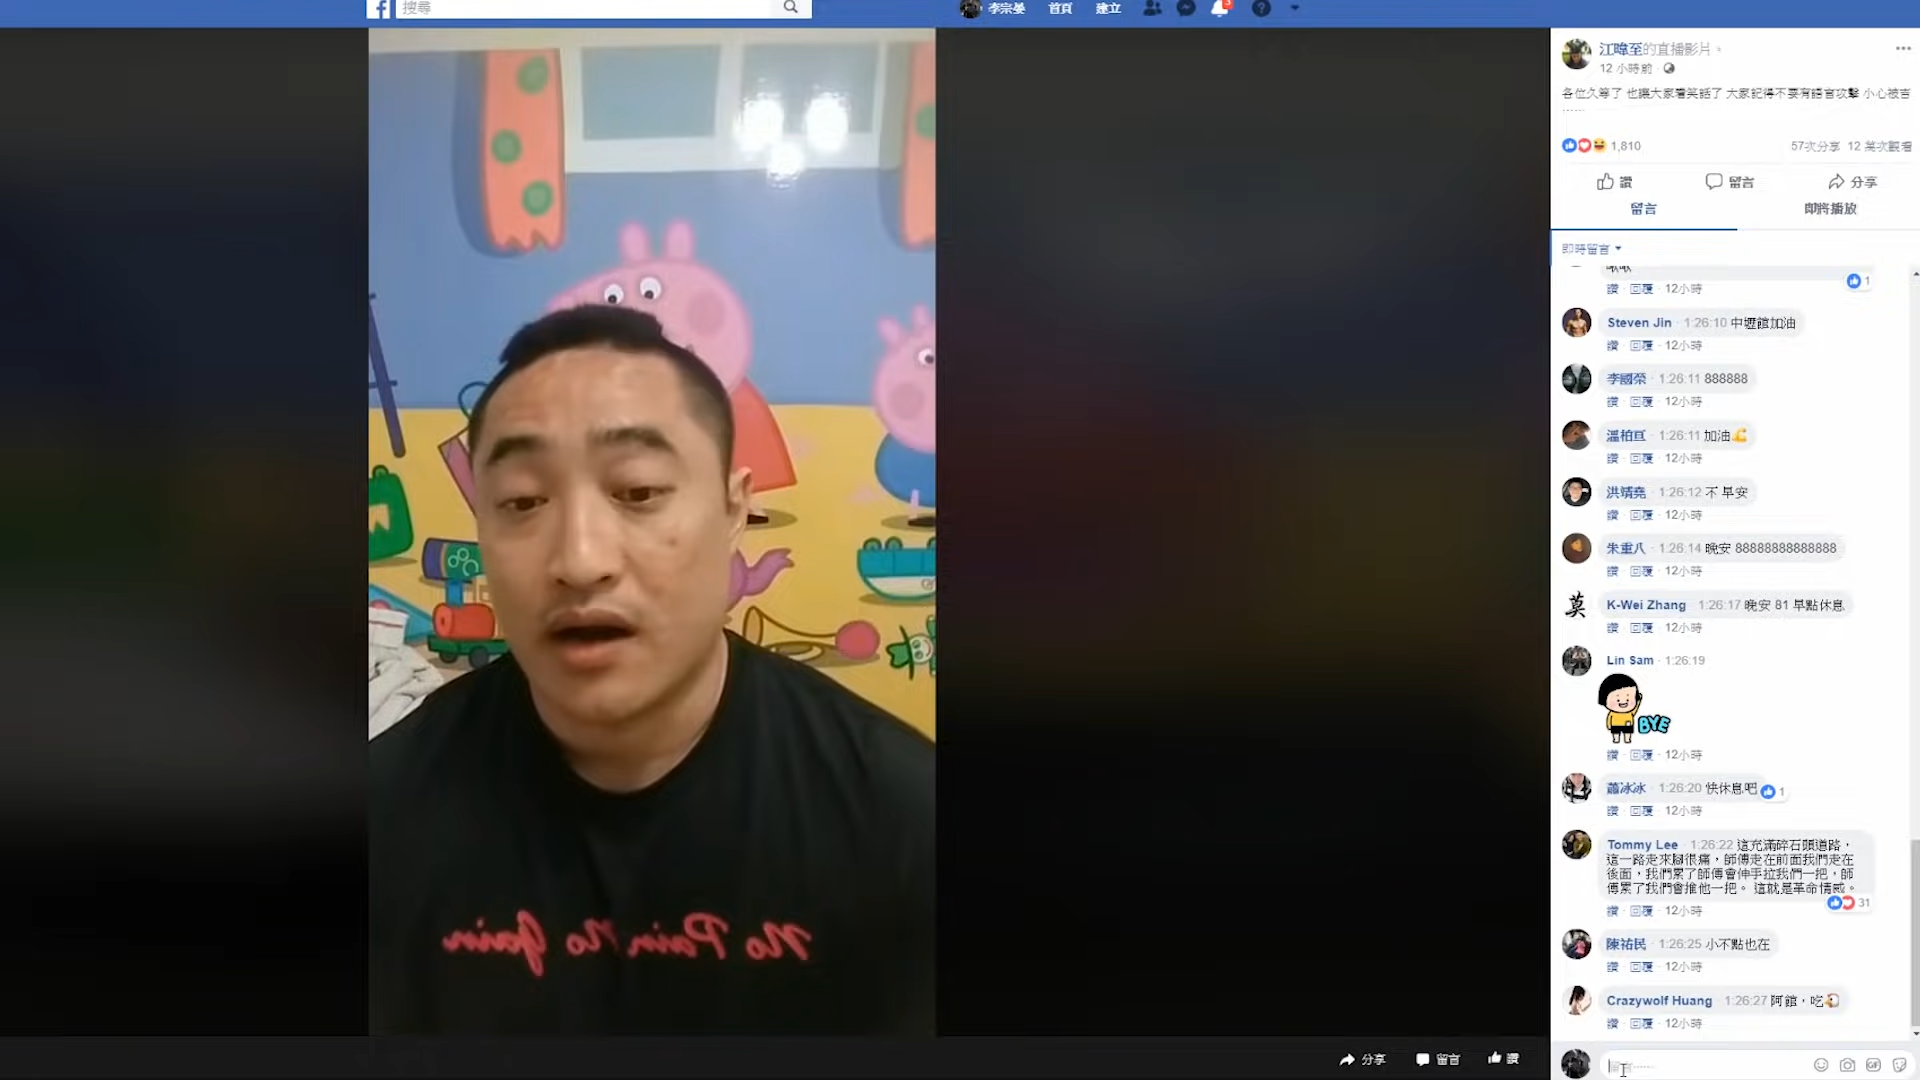 搜尋
李宗晏 首頁 建立
3
江暐至的直播影片。
12 小時前
各位久等了 也讓大家看笑話了 大家記得不要有語言攻擊 小心被告
......
1,810
57次分享 12 萬次觀看
讚 留言 分享
留言 即將播放
即時留言
讚 · 回覆 · 12小時
1
Steven Jin · 1:26:10 中壢館加油
讚 · 回覆 · 12小時
李國榮 · 1:26:11 888888
讚 · 回覆 · 12小時
溫柏亘 · 1:26:11 加油💪
讚 · 回覆 · 12小時
洪靖堯 · 1:26:12 不 早安
讚 · 回覆 · 12小時
朱重八 · 1:26:14 晚安 88888888888888
讚 · 回覆 · 12小時
莫
K-Wei Zhang · 1:26:17 晚安 81 早點休息
讚 · 回覆 · 12小時
Lin Sam · 1:26:19
BYE
讚 · 回覆 · 12小時
蕭冰冰 · 1:26:20 快休息吧
1
讚 · 回覆 · 12小時
Tommy Lee · 1:26:22 這充滿碎石頭道路，
這一路走來腳很痛，師傅走在前面我們走在
後面，我們累了師傅會伸手拉我們一把，師
傅累了我們會推他一把。 這就是革命情感。
31
讚 · 回覆 · 12小時
陳祐民 · 1:26:25 小不點也在
讚 · 回覆 · 12小時
Crazywolf Huang · 1:26:27 阿館，吃
讚 · 回覆 · 12小時
No Pain No Gain
分享 留言 讚
GIF